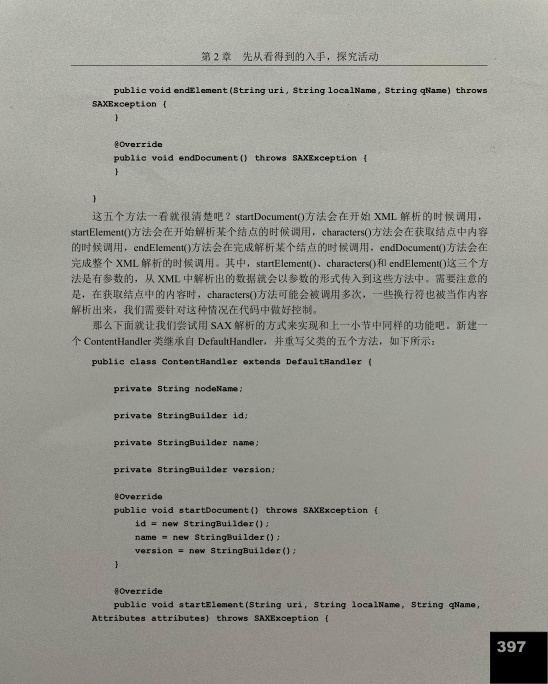 第 2 章 先从看得到的入手，探究活动
public void endElement(String uri, String localName, String qName) throws
SAXException {
}
@Override
public void endDocument() throws SAXException {
}
}
这五个方法一看就很清楚吧？startDocument()方法会在开始 XML 解析的时候调用，
startElement()方法会在开始解析某个结点的时候调用，characters()方法会在获取结点中内容
的时候调用，endElement()方法会在完成解析某个结点的时候调用，endDocument()方法会在
完成整个 XML 解析的时候调用。其中，startElement()、characters()和 endElement()这三个方
法是有参数的，从 XML 中解析出的数据就会以参数的形式传入到这些方法中。需要注意的
是，在获取结点中的内容时，characters()方法可能会被调用多次，一些换行符也被当作内容
解析出来，我们需要针对这种情况在代码中做好控制。
那么下面就让我们尝试用 SAX 解析的方式来实现和上一小节中同样的功能吧。新建一
个 ContentHandler 类继承自 DefaultHandler，并重写父类的五个方法，如下所示：
public class ContentHandler extends DefaultHandler {
private String nodeName;
private StringBuilder id;
private StringBuilder name;
private StringBuilder version;
@Override
public void startDocument() throws SAXException {
id = new StringBuilder();
name = new StringBuilder();
version = new StringBuilder();
}
@Override
public void startElement(String uri, String localName, String qName,
Attributes attributes) throws SAXException {
397